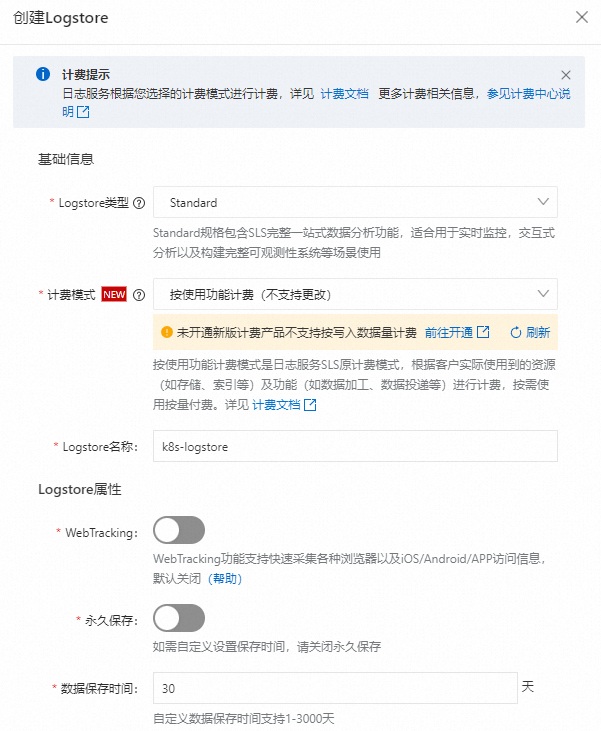 创建Logstore
计费提示
日志服务根据您选择的计费模式进行计费，详见 计费文档 更多计费相关信息，参见计费中心说
明
基础信息
* Logstore类型
Standard
Standard规格包含SLS完整一站式数据分析功能，适合用于实时监控，交互式
分析以及构建完整可观测性系统等场景使用
* 计费模式 NEW
按使用功能计费（不支持更改）
未开通新版计费产品不支持按写入数据量计费 前往开通 刷新
按使用功能计费模式是日志服务SLS原计费模式，根据客户实际使用到的资源
（如存储、索引等）及功能（如数据加工、数据投递等）进行计费，按需使
用按量付费。详见 计费文档
* Logstore名称：
k8s-logstore
Logstore属性
* WebTracking：
WebTracking功能支持快速采集各种浏览器以及iOS/Android/APP访问信息，
默认关闭（帮助）
* 永久保存：
如需自定义设置保存时间，请关闭永久保存
* 数据保存时间：
30 天
自定义数据保存时间支持1-3000天